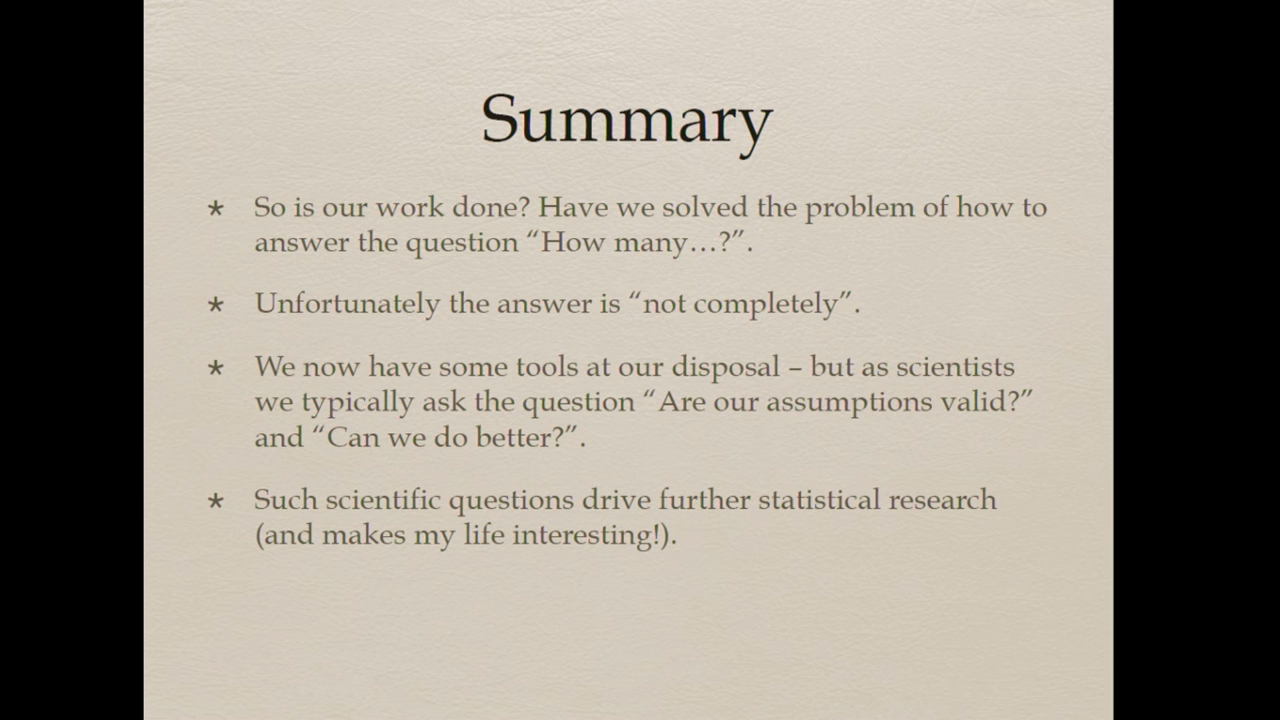 Summary
* So is our work done? Have we solved the problem of how to
answer the question “How many…?”.
* Unfortunately the answer is “not completely”.
* We now have some tools at our disposal – but as scientists
we typically ask the question “Are our assumptions valid?”
and “Can we do better?”.
* Such scientific questions drive further statistical research
(and makes my life interesting!).